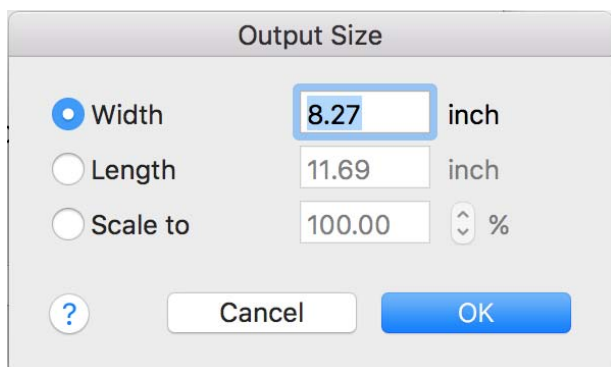 Output Size
Width 8.27 inch
Length 11.69 inch
Scale to 100.00 %
? Cancel OK